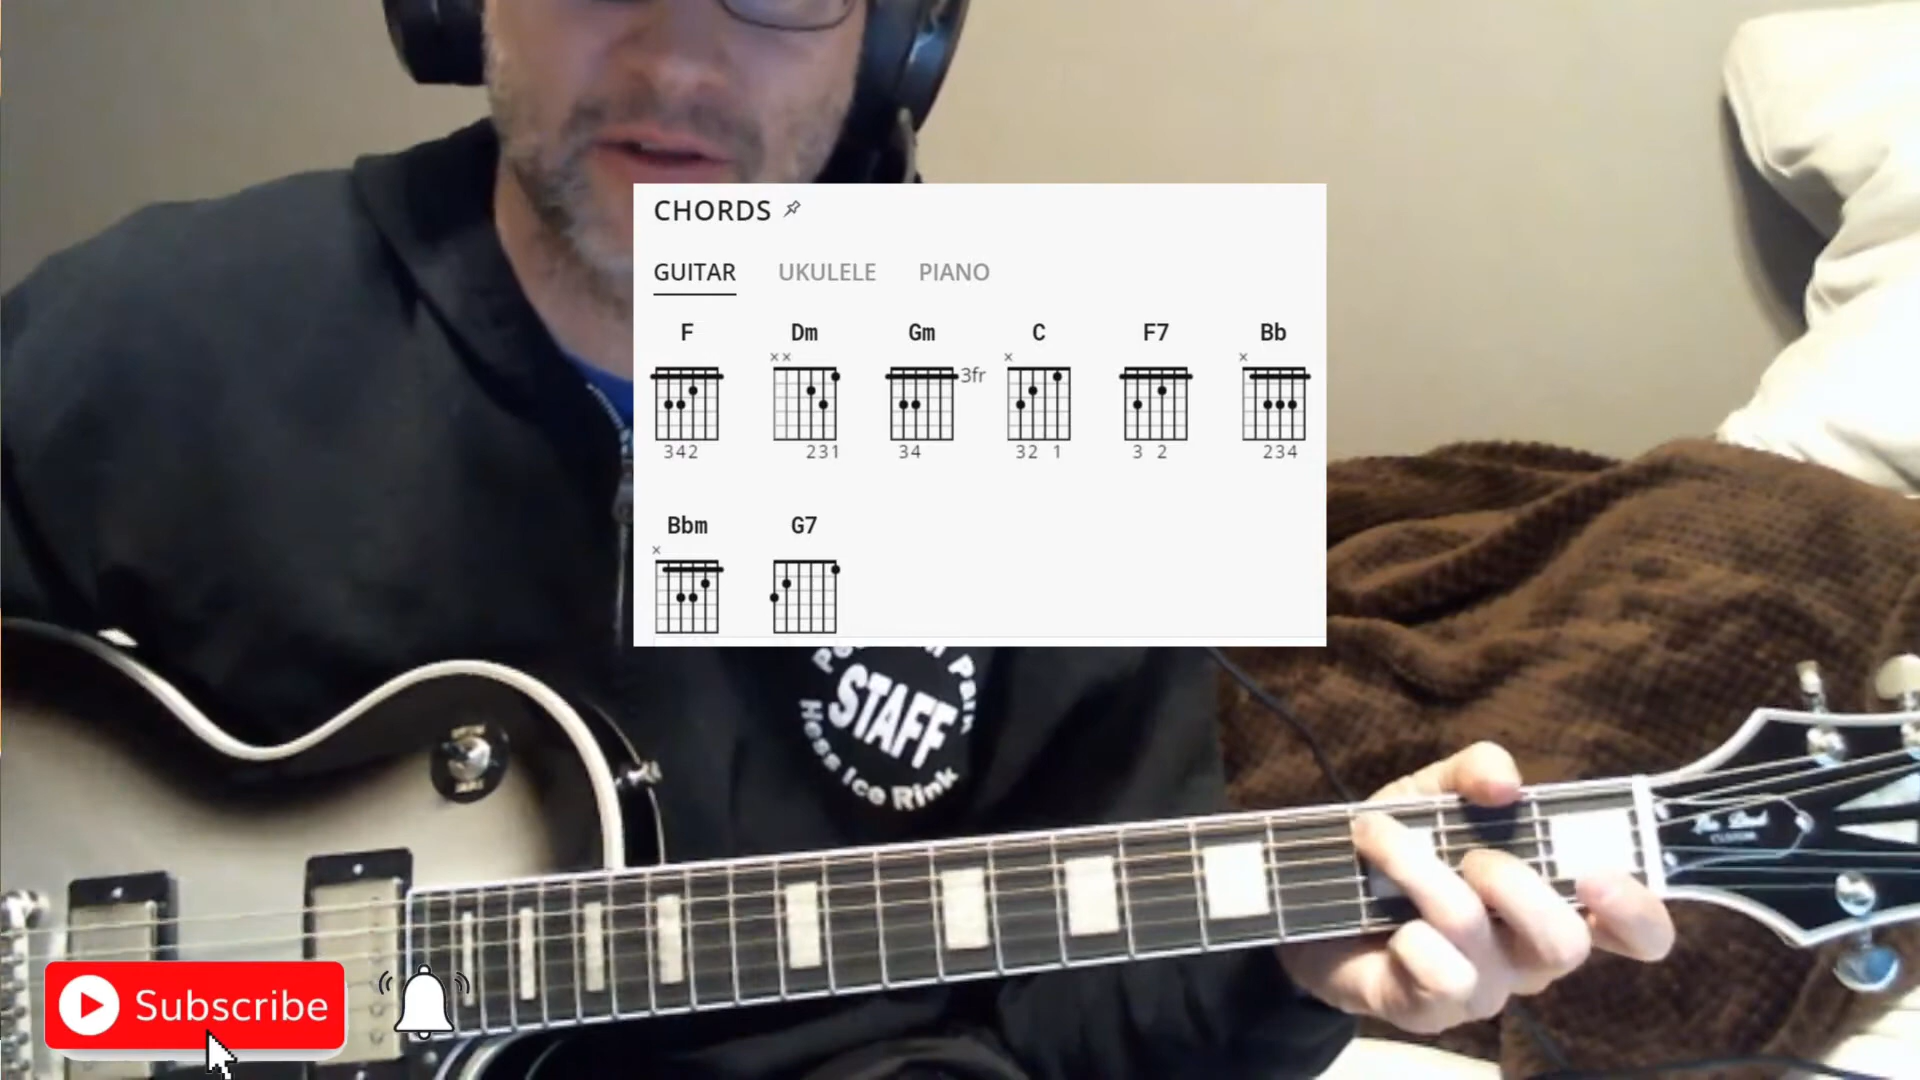 CHORDS
GUITAR UKULELE PIANO
F Dm Gm C F7 Bb
×× × ×
3fr
342 231 34 32 1 3 2 234
Bbm G7
×
STAFF
Hess Ice Rink
CUSTOM
Subscribe